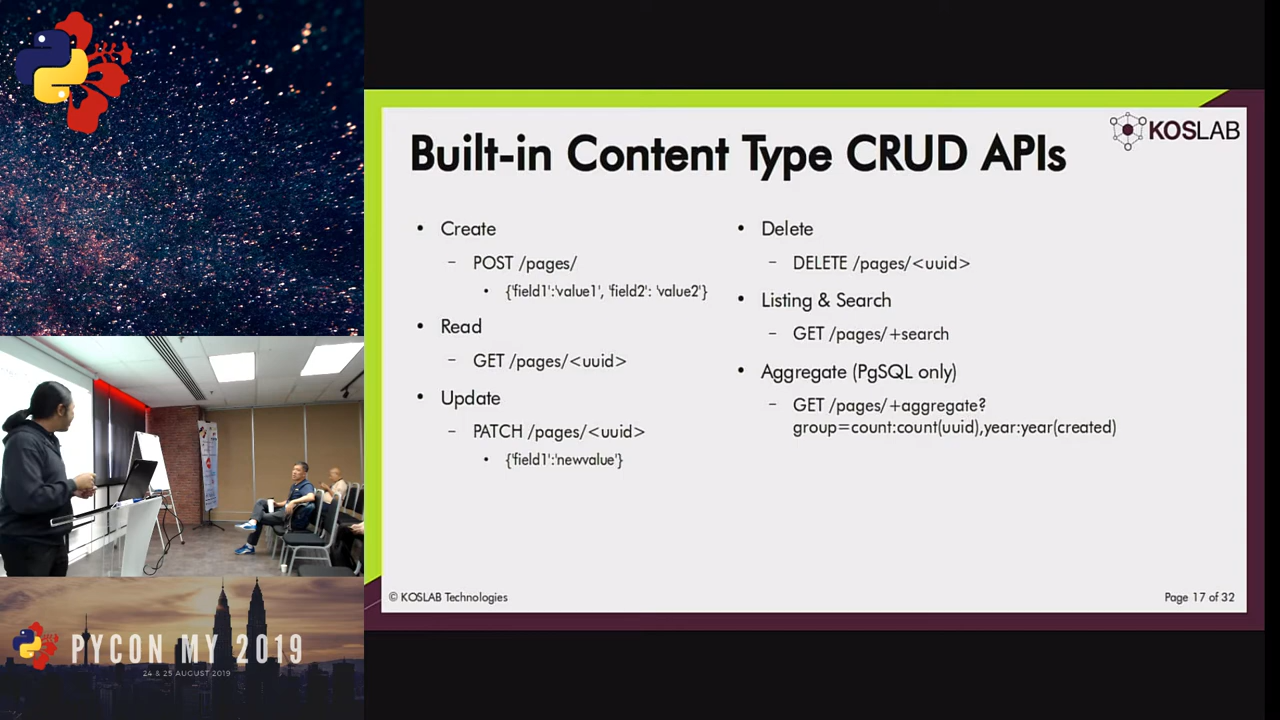 KOSLAB
Built-in Content Type CRUD APIs
• Create
– POST /pages/
• {'field1':'value1', 'field2': 'value2'}
• Read
– GET /pages/<uuid>
• Update
– PATCH /pages/<uuid>
• {'field1':'newvalue'}
• Delete
– DELETE /pages/<uuid>
• Listing & Search
– GET /pages/+search
• Aggregate (PgSQL only)
– GET /pages/+aggregate?
group=count:count(uuid),year:year(created)
© KOSLAB Technologies
Page 17 of 32
PYCON MY 2019
24 & 25 AUGUST 2019